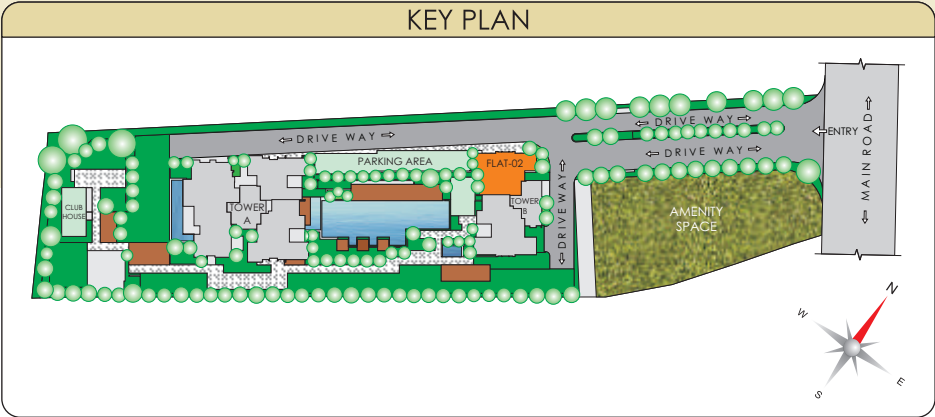 KEY PLAN
MAIN ROAD
ENTRY
DRIVE WAY
DRIVE WAY
DRIVE WAY
DRIVE WAY
PARKING AREA
FLAT-02
TOWER
A
TOWER
B
CLUB
HOUSE
AMENITY
SPACE
N
W
E
S